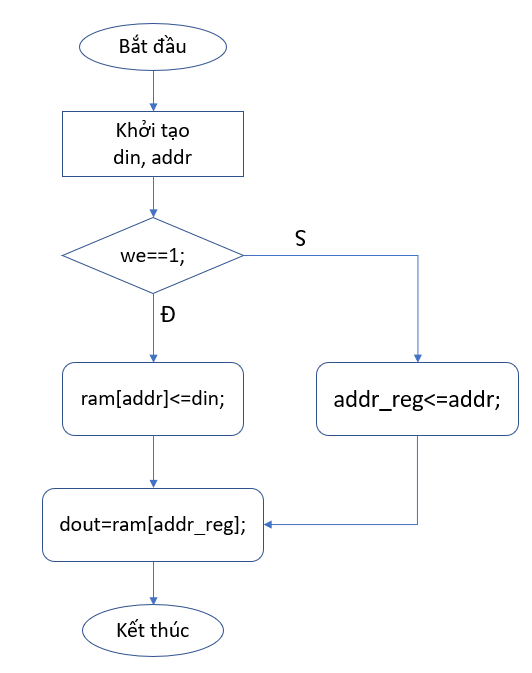 Bắt đầu
Khởi tạo
din, addr
we==1;
S
Đ
ram[addr]<=din;
addr_reg<=addr;
dout=ram[addr_reg];
Kết thúc